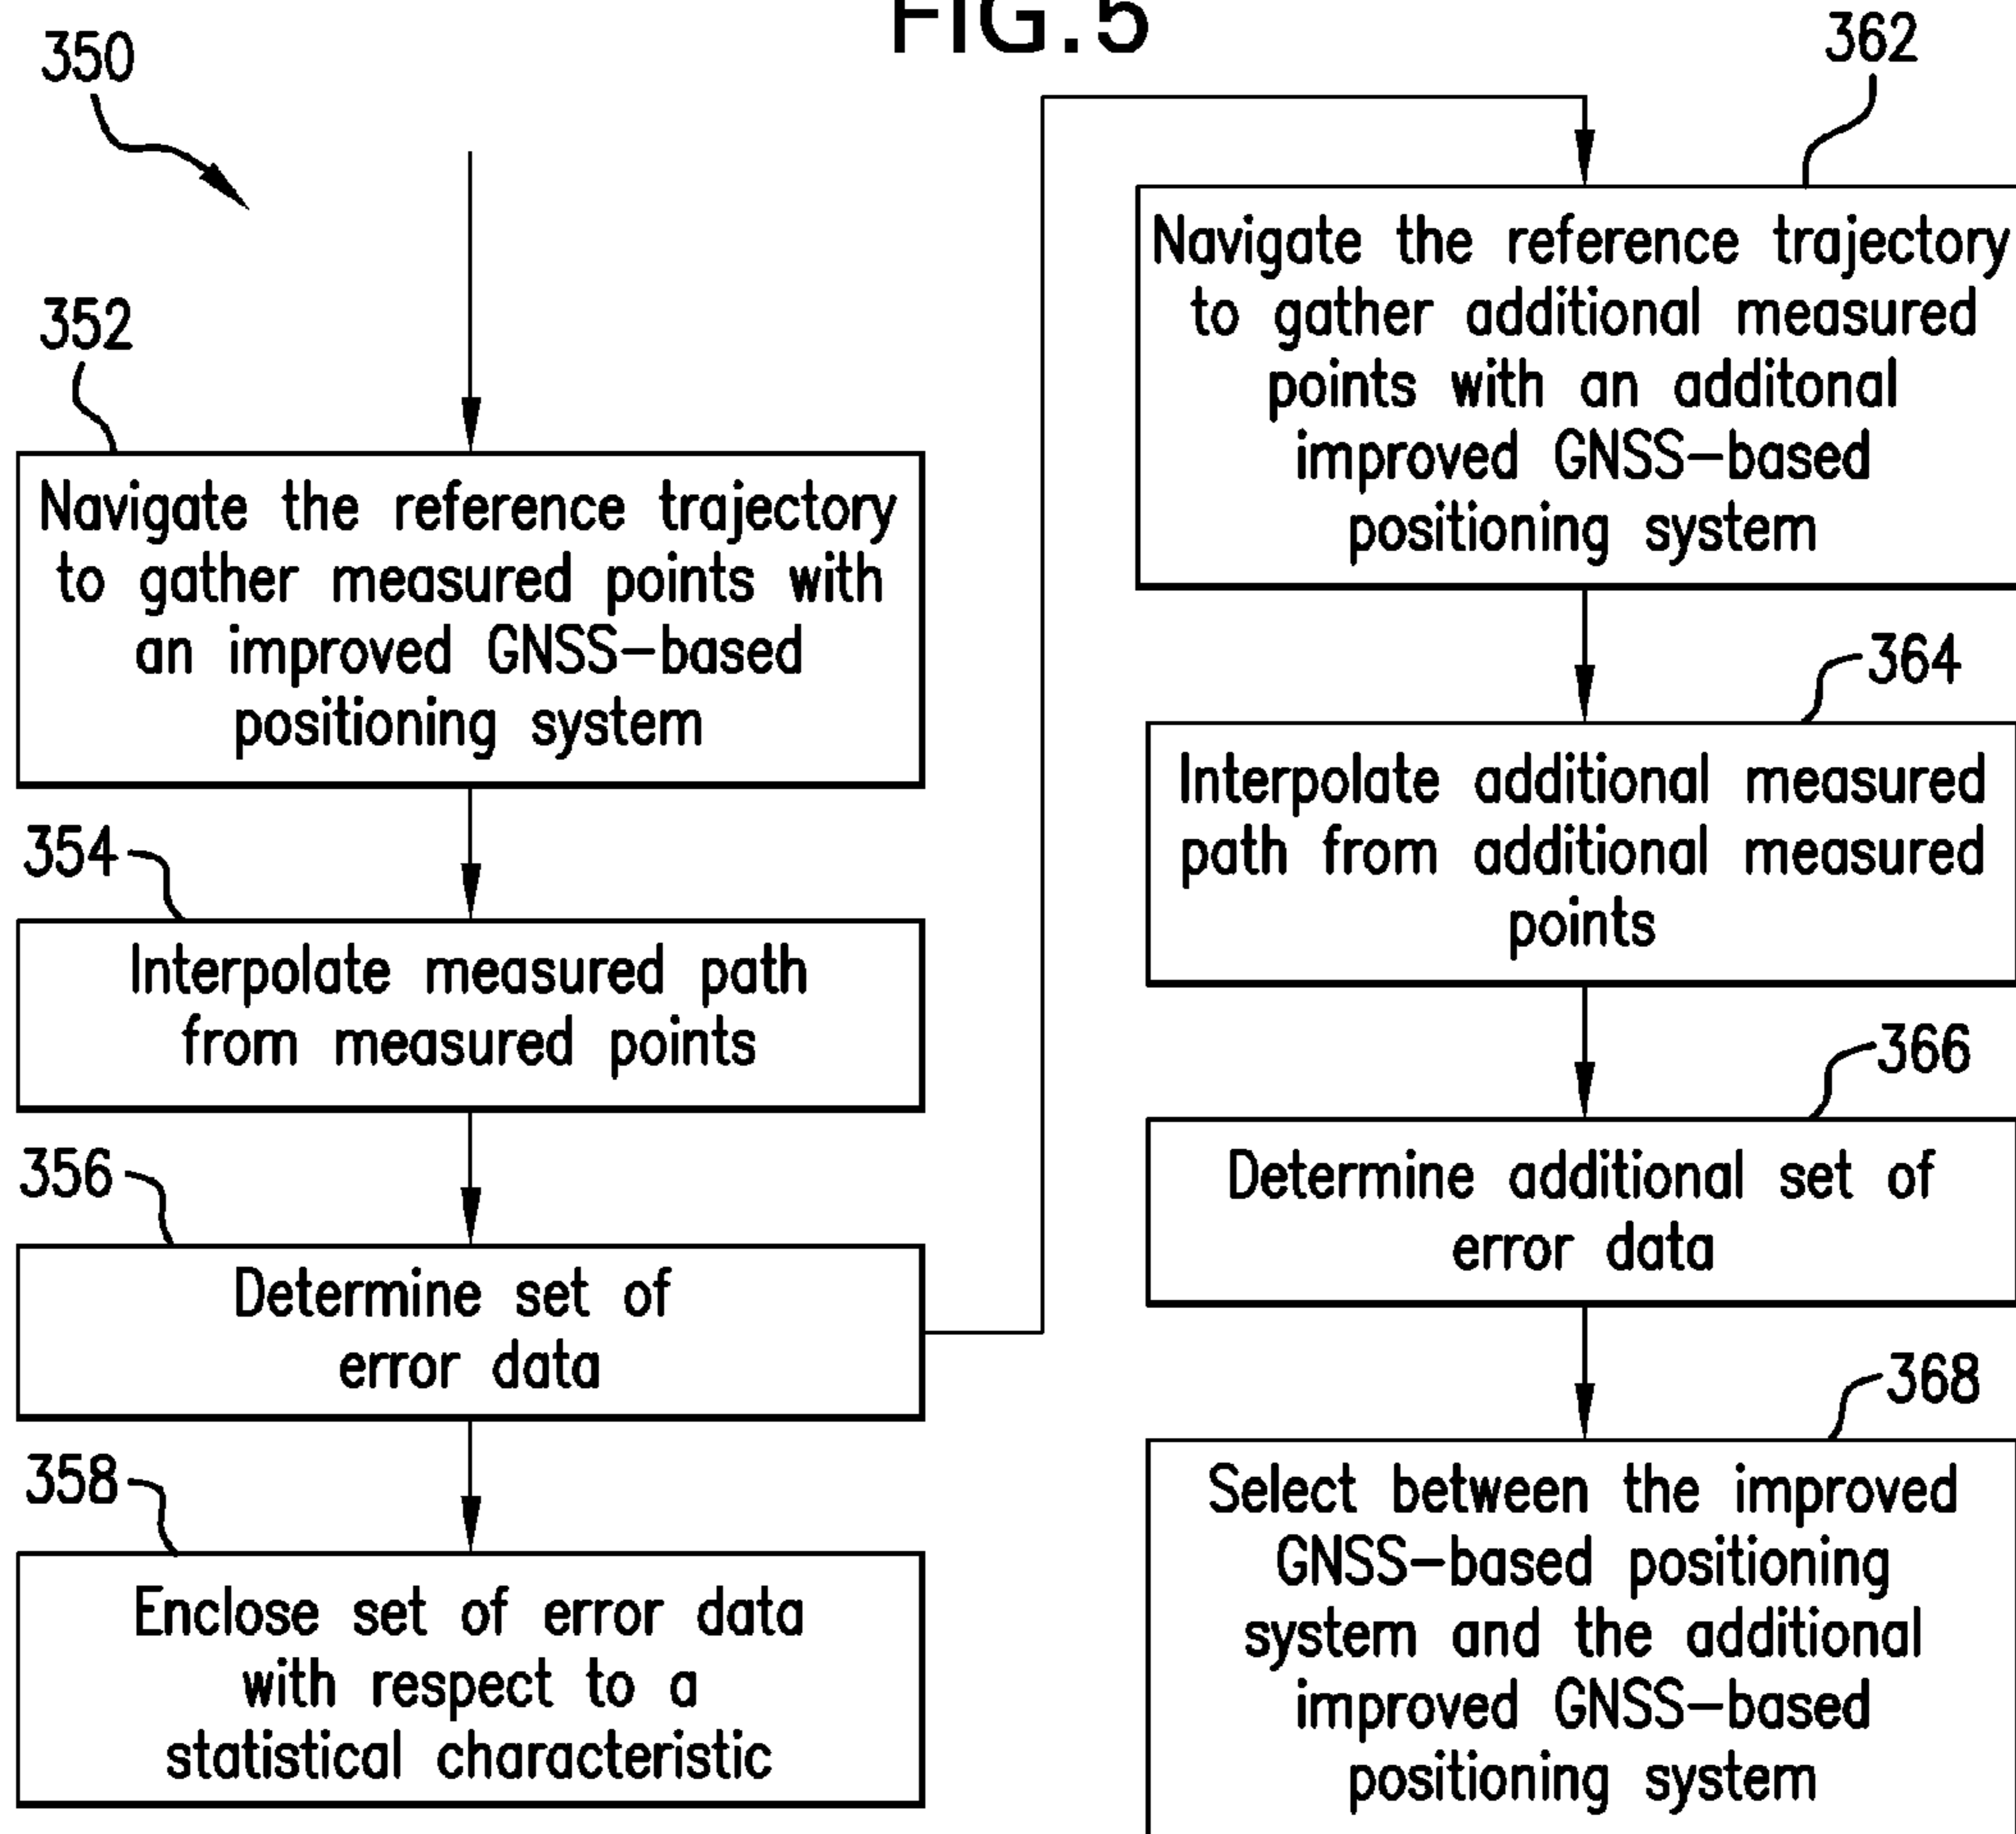 FIG.5
350
352
Navigate the reference trajectory
to gather measured points with
an improved GNSS-based
positioning system
354
Interpolate measured path
from measured points
356
Determine set of
error data
358
Enclose set of error data
with respect to a
statistical characteristic
362
Navigate the reference trajectory
to gather additional measured
points with an additonal
improved GNSS-based
positioning system
364
Interpolate additional measured
path from additional measured
points
366
Determine additional set of
error data
368
Select between the improved
GNSS-based positioning
system and the additional
improved GNSS-based
positioning system